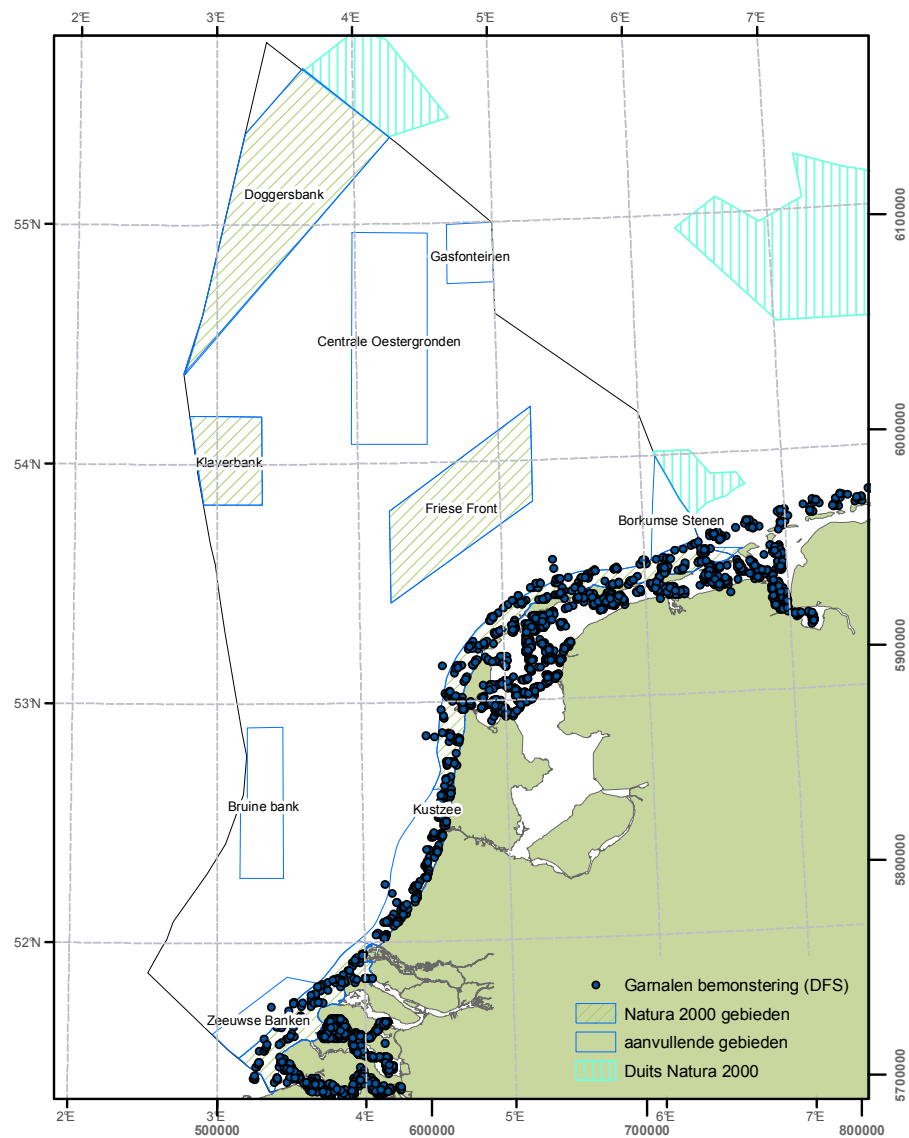 2°E 3°E 4°E 5°E 6°E 7°E
Doggersbank
55°N
6100000
Gasfonteinen
Centrale Oestergronden
6000000
54°N
Klaverbank
Friese Front
Borkumse Stenen
5900000
53°N
Bruine bank
Kustzee
5800000
52°N
Garnalen bemonstering (DFS)
Zeeuwse Banken
Natura 2000 gebieden
aanvullende gebieden
Duits Natura 2000
5700000
2°E 3°E 4°E 5°E 6°E 7°E
500000 600000 700000 800000